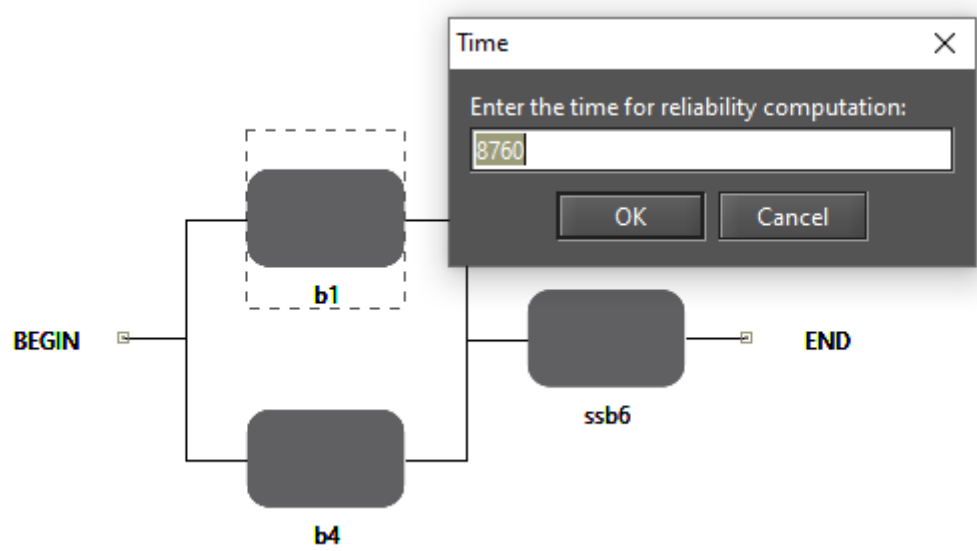 Time
Enter the time for reliability computation:
8760
OK Cancel
b1
BEGIN
END
ssb6
b4